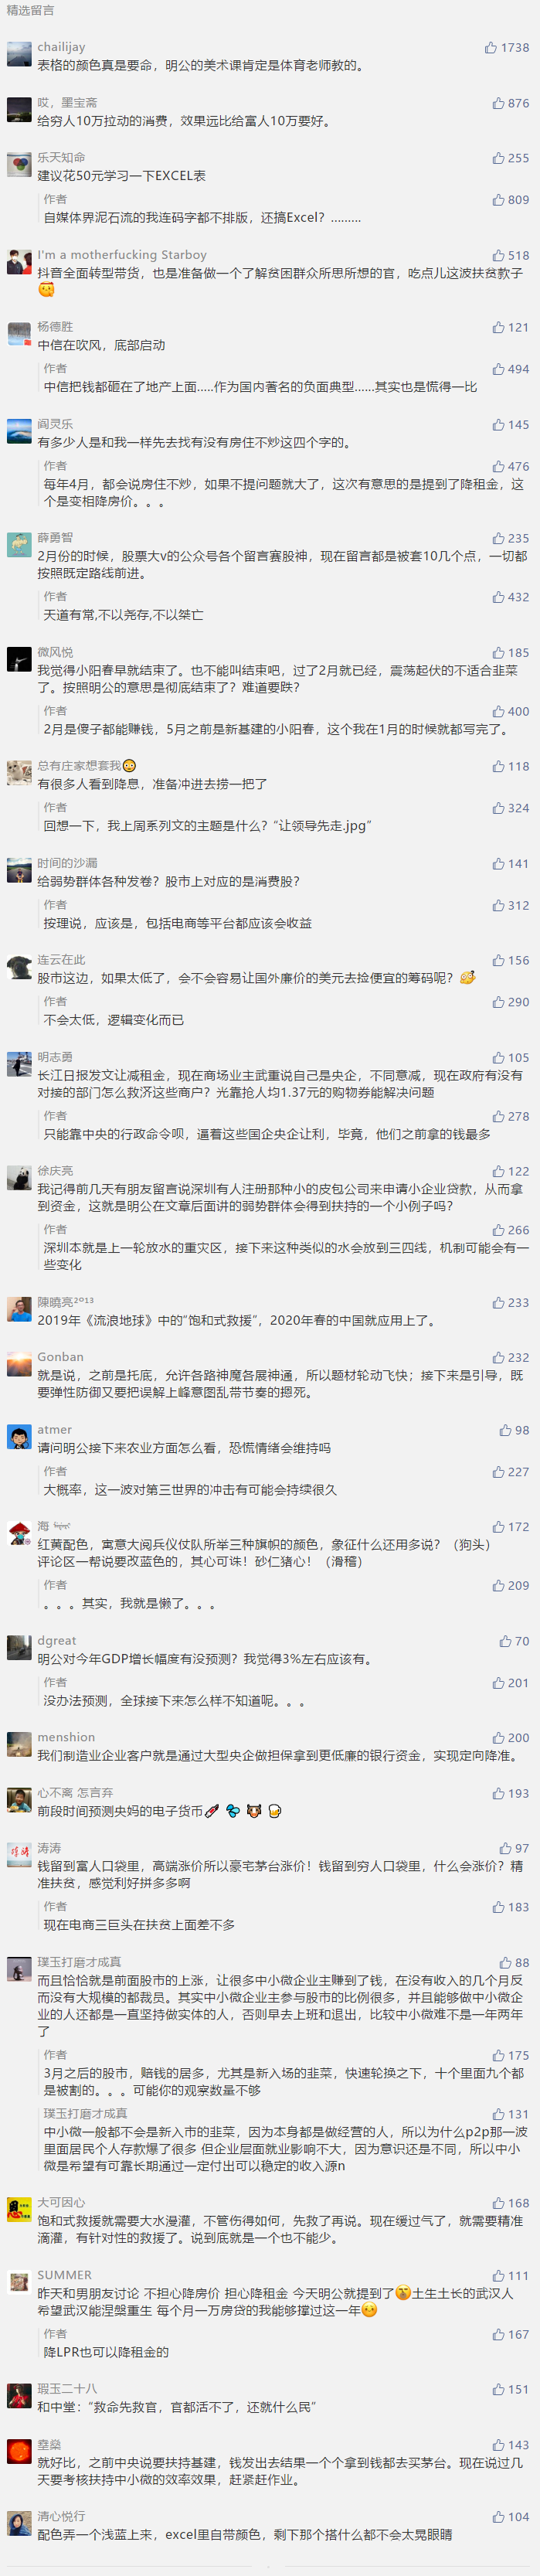 精选留言
chailijay
1738
表格的颜色真是要命，明公的美术课肯定是体育老师教的。
哎，墨宝斋
876
给穷人10万拉动的消费，效果远比给富人10万要好。
乐天知命
255
建议花50元学习一下EXCEL表
作者
809
自媒体界泥石流的我连码字都不排版，还搞Excel？………
I'm a motherfucking Starboy
518
抖音全面转型带货，也是准备做一个了解贫困群众所思所想的官，吃点儿这波扶贫款子
杨德胜
121
中信在吹风，底部启动
作者
494
中信把钱都砸在了地产上面.....作为国内著名的负面典型......其实也是慌得一比
阎灵乐
145
有多少人是和我一样先去找有没有房住不炒这四个字的。
作者
476
每年4月，都会说房住不炒，如果不提问题就大了，这次有意思的是提到了降租金，这
个是变相降房价。。。
薛勇智
235
2月份的时候，股票大v的公众号各个留言赛股神，现在留言都是被套10几个点，一切都
按照既定路线前进。
作者
432
天道有常,不以尧存,不以桀亡
微风悦
185
我觉得小阳春早就结束了。也不能叫结束吧，过了2月就已经，震荡起伏的不适合韭菜
了。按照明公的意思是彻底结束了？难道要跌？
作者
400
2月是傻子都能赚钱，5月之前是新基建的小阳春，这个我在1月的时候就都写完了。
总有庄家想套我
118
有很多人看到降息，准备冲进去捞一把了
作者
324
回想一下，我上周系列文的主题是什么？“让领导先走.jpg”
时间的沙漏
141
给弱势群体各种发卷？股市上对应的是消费股？
作者
312
按理说，应该是，包括电商等平台都应该会收益
连云在此
156
股市这边，如果太低了，会不会容易让国外廉价的美元去捡便宜的筹码呢？
作者
290
不会太低，逻辑变化而已
明志勇
105
长江日报发文让减租金，现在商场业主武重说自己是央企，不同意减，现在政府有没有
对接的部门怎么救济这些商户？光靠抢人均1.37元的购物券能解决问题
作者
278
只能靠中央的行政命令呗，逼着这些国企央企让利，毕竟，他们之前拿的钱最多
徐庆亮
122
我记得前几天有朋友留言说深圳有人注册那种小的皮包公司来申请小企业贷款，从而拿
到资金，这就是明公在文章后面讲的弱势群体会得到扶持的一个小例子吗？
作者
266
深圳本就是上一轮放水的重灾区，接下来这种类似的水会放到三四线，机制可能会有一
些变化
陳曉亮²º¹³
233
2019年《流浪地球》中的“饱和式救援”，2020年春的中国就应用上了。
Gonban
232
就是说，之前是托底，允许各路神魔各展神通，所以题材轮动飞快；接下来是引导，既
要弹性防御又要把误解上峰意图乱带节奏的摁死。
atmer
98
请问明公接下来农业方面怎么看，恐慌情绪会维持吗
作者
227
大概率，这一波对第三世界的冲击有可能会持续很久
海
172
红黄配色，寓意大阅兵仪仗队所举三种旗帜的颜色，象征什么还用多说？（狗头）
评论区一帮说要改蓝色的，其心可诛！砂仁猪心！（滑稽）
作者
209
。。。其实，我就是懒了。。。
dgreat
70
明公对今年GDP增长幅度有没预测？我觉得3%左右应该有。
作者
201
没办法预测，全球接下来怎么样不知道呢。。。
menshion
200
我们制造业企业客户就是通过大型央企做担保拿到更低廉的银行资金，实现定向降准。
心不离 怎言弃
193
前段时间预测央妈的电子货币
涛涛
97
钱留到富人口袋里，高端涨价所以豪宅茅台涨价！钱留到穷人口袋里，什么会涨价？精
准扶贫，感觉利好拼多多啊
作者
183
现在电商三巨头在扶贫上面差不多
璞玉打磨才成真
88
而且恰恰就是前面股市的上涨，让很多中小微企业主赚到了钱，在没有收入的几个月反
而没有大规模的都裁员。其实中小微企业主参与股市的比例很多，并且能够做中小微企
业的人还都是一直坚持做实体的人，否则早去上班和退出，比较中小微难不是一年两年
了
作者
175
3月之后的股市，赔钱的居多，尤其是新入场的韭菜，快速轮换之下，十个里面九个都
是被割的。。。可能你的观察数量不够
璞玉打磨才成真
131
中小微一般都不会是新入市的韭菜，因为本身都是做经营的人，所以为什么p2p那一波
里面居民个人存款爆了很多 但企业层面就业影响不大，因为意识还是不同，所以中小
微是希望有可靠长期通过一定付出可以稳定的收入源n
大可因心
168
饱和式救援就需要大水漫灌，不管伤得如何，先救了再说。现在缓过气了，就需要精准
滴灌，有针对性的救援了。说到底就是一个也不能少。
SUMMER
111
昨天和男朋友讨论 不担心降房价 担心降租金 今天明公就提到了土生土长的武汉人
希望武汉能涅槃重生 每个月一万房贷的我能够撑过这一年
作者
167
降LPR也可以降租金的
瑕玉二十八
151
和中堂：“救命先救官，官都活不了，还就什么民”
143
就好比，之前中央说要扶持基建，钱发出去结果一个个拿到钱都去买茅台。现在说过几
天要考核扶持中小微的效率效果，赶紧赶作业。
清心悦行
104
配色弄一个浅蓝上来，excel里自带颜色，剩下那个搭什么都不会太晃眼睛